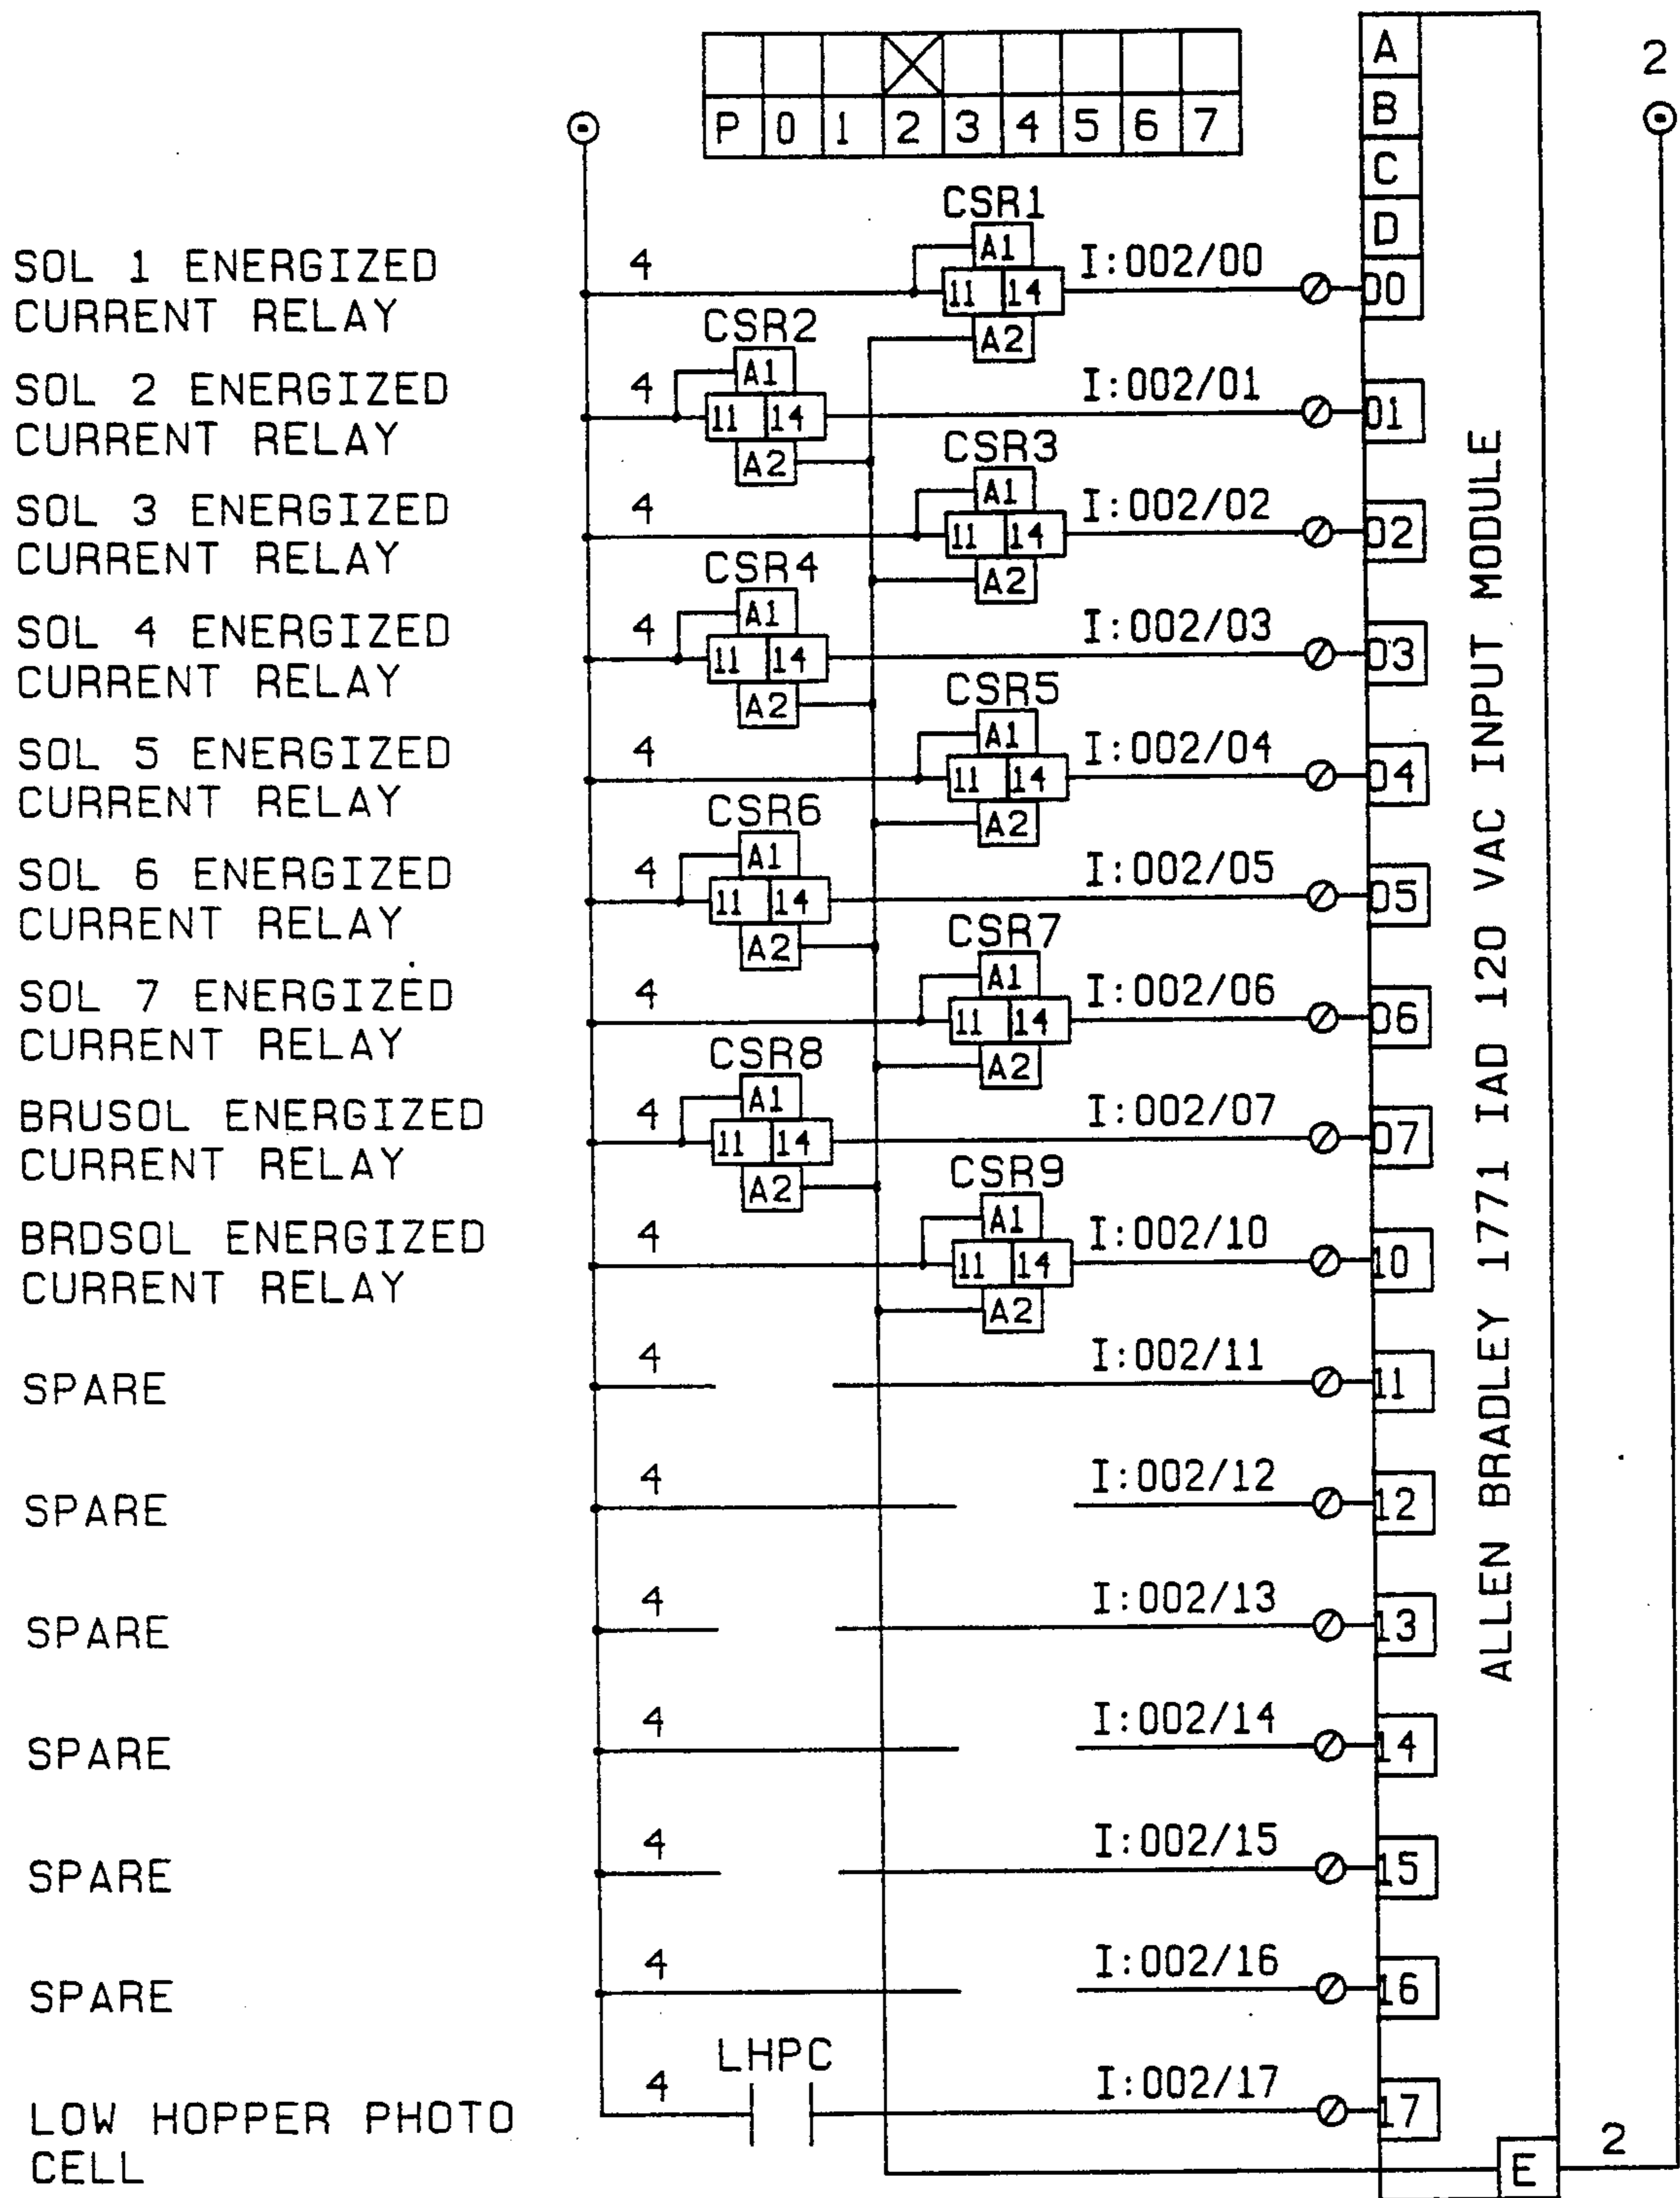 P 0 1 2 3 4 5 6 7
2
A
B
C
D
SOL 1 ENERGIZED
CURRENT RELAY
4
CSR1
A1
11 14
A2
I:002/00
00
SOL 2 ENERGIZED
CURRENT RELAY
4
CSR2
A1
11 14
A2
I:002/01
01
SOL 3 ENERGIZED
CURRENT RELAY
4
CSR3
A1
11 14
A2
I:002/02
02
SOL 4 ENERGIZED
CURRENT RELAY
4
CSR4
A1
11 14
A2
I:002/03
03
SOL 5 ENERGIZED
CURRENT RELAY
4
CSR5
A1
11 14
A2
I:002/04
04
SOL 6 ENERGIZED
CURRENT RELAY
4
CSR6
A1
11 14
A2
I:002/05
05
SOL 7 ENERGIZED
CURRENT RELAY
4
CSR7
A1
11 14
A2
I:002/06
06
BRUSOL ENERGIZED
CURRENT RELAY
4
CSR8
A1
11 14
A2
I:002/07
07
BRDSOL ENERGIZED
CURRENT RELAY
4
CSR9
A1
11 14
A2
I:002/10
10
SPARE
4
I:002/11
11
SPARE
4
I:002/12
12
SPARE
4
I:002/13
13
SPARE
4
I:002/14
14
SPARE
4
I:002/15
15
SPARE
4
I:002/16
16
LOW HOPPER PHOTO
CELL
4
LHPC
I:002/17
17
E
2
ALLEN BRADLEY 1771 IAD 120 VAC INPUT MODULE